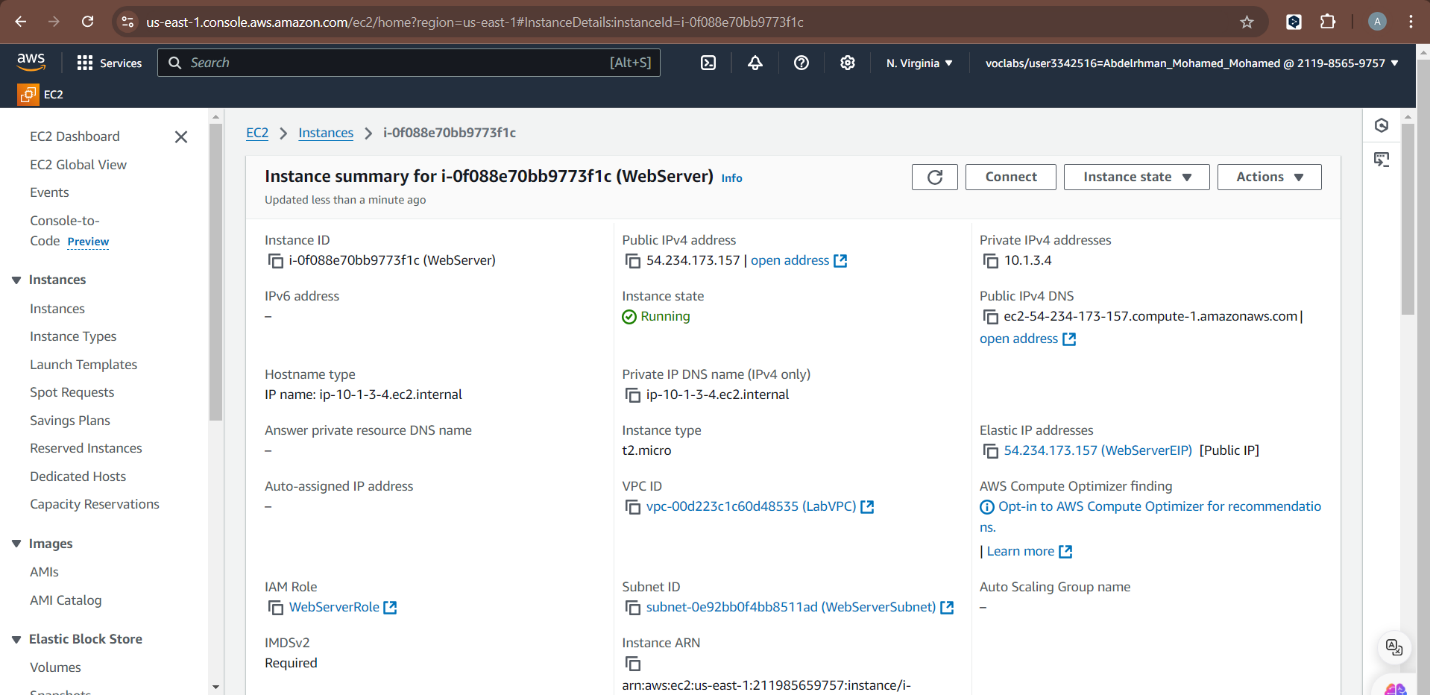 us-east-1.console.aws.amazon.com/ec2/home?region=us-east-1#InstanceDetails:instanceId=i-0f088e70bb9773f1c
A
aws
Services
Search
[Alt+S]
N. Virginia
voclabs/user3342516=Abdelrhman_Mohamed_Mohamed @ 2119-8565-9757
EC2
EC2 Dashboard
EC2 Global View
Events
Console-to-
Code Preview
Instances
Instances
Instance Types
Launch Templates
Spot Requests
Savings Plans
Reserved Instances
Dedicated Hosts
Capacity Reservations
Images
AMIs
AMI Catalog
Elastic Block Store
Volumes
Snapshots
EC2 > Instances > i-0f088e70bb9773f1c
Instance summary for i-0f088e70bb9773f1c (WebServer) Info
Updated less than a minute ago
Connect
Instance state
Actions
Instance ID
i-0f088e70bb9773f1c (WebServer)
Public IPv4 address
54.234.173.157 | open address
Private IPv4 addresses
10.1.3.4
IPv6 address
–
Instance state
Running
Public IPv4 DNS
ec2-54-234-173-157.compute-1.amazonaws.com |
open address
Hostname type
IP name: ip-10-1-3-4.ec2.internal
Private IP DNS name (IPv4 only)
ip-10-1-3-4.ec2.internal
Answer private resource DNS name
–
Instance type
t2.micro
Elastic IP addresses
54.234.173.157 (WebServerEIP) [Public IP]
Auto-assigned IP address
–
VPC ID
vpc-00d223c1c60d48535 (LabVPC)
AWS Compute Optimizer finding
Opt-in to AWS Compute Optimizer for recommendatio
ns.
| Learn more
IAM Role
WebServerRole
Subnet ID
subnet-0e92bb0f4bb8511ad (WebServerSubnet)
Auto Scaling Group name
–
IMDSv2
Required
Instance ARN
arn:aws:ec2:us-east-1:211985659757:instance/i-